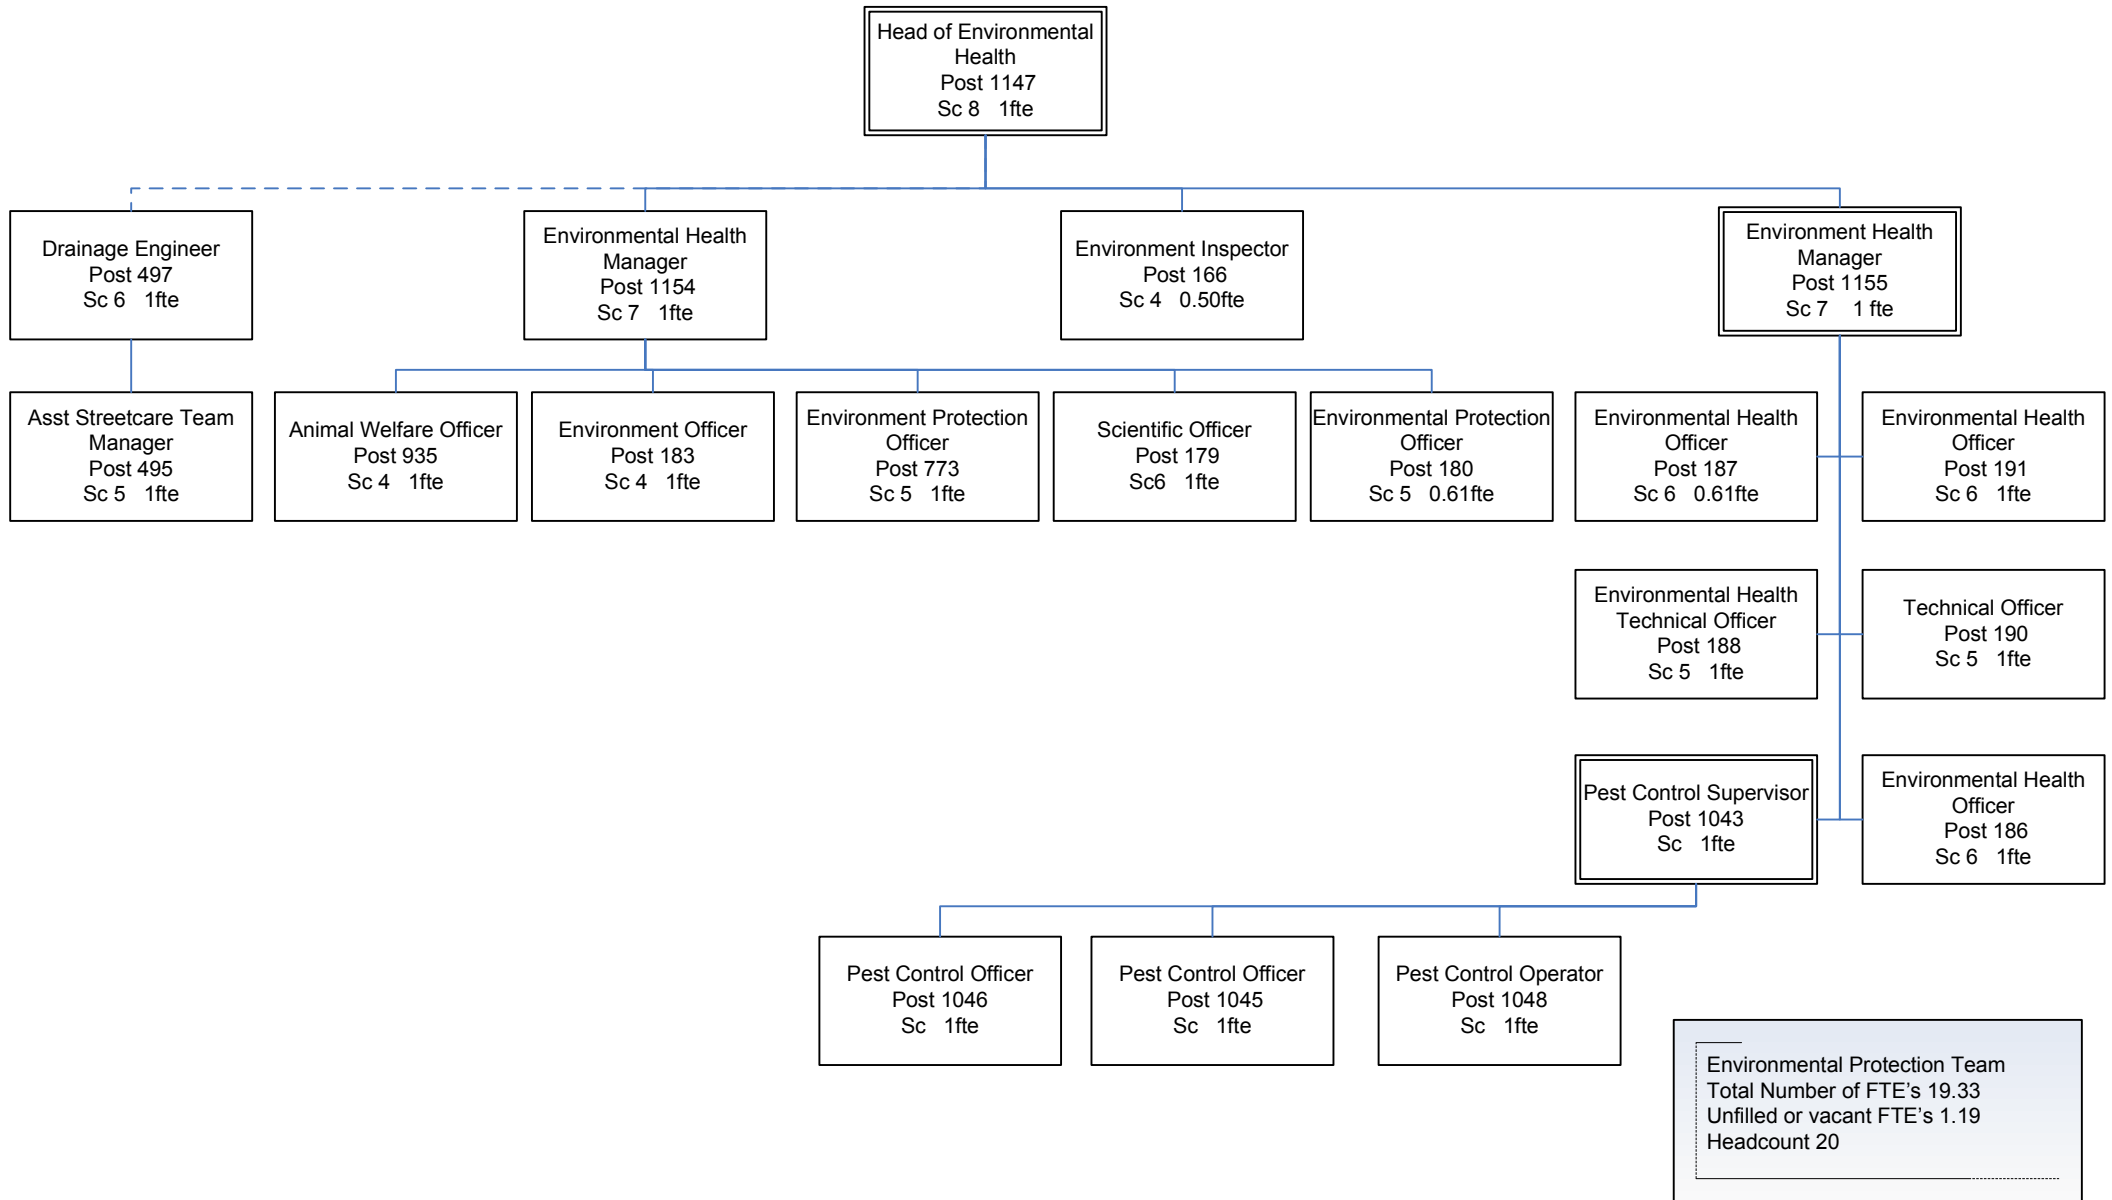 Head of Environmental
Health
Post 1147
Sc 8 1fte
Drainage Engineer
Post 497
Sc 6 1fte
Environmental Health
Manager
Post 1154
Sc 7 1fte
Environment Inspector
Post 166
Sc 4 0.50fte
Environment Health
Manager
Post 1155
Sc 7 1 fte
Asst Streetcare Team
Manager
Post 495
Sc 5 1fte
Animal Welfare Officer
Post 935
Sc 4 1fte
Environment Officer
Post 183
Sc 4 1fte
Environment Protection
Officer
Post 773
Sc 5 1fte
Scientific Officer
Post 179
Sc6 1fte
Environmental Protection
Officer
Post 180
Sc 5 0.61fte
Environmental Health
Officer
Post 187
Sc 6 0.61fte
Environmental Health
Officer
Post 191
Sc 6 1fte
Environmental Health
Technical Officer
Post 188
Sc 5 1fte
Technical Officer
Post 190
Sc 5 1fte
Pest Control Supervisor
Post 1043
Sc 1fte
Environmental Health
Officer
Post 186
Sc 6 1fte
Pest Control Officer
Post 1046
Sc 1fte
Pest Control Officer
Post 1045
Sc 1fte
Pest Control Operator
Post 1048
Sc 1fte
Environmental Protection Team
Total Number of FTE’s 19.33
Unfilled or vacant FTE’s 1.19
Headcount 20